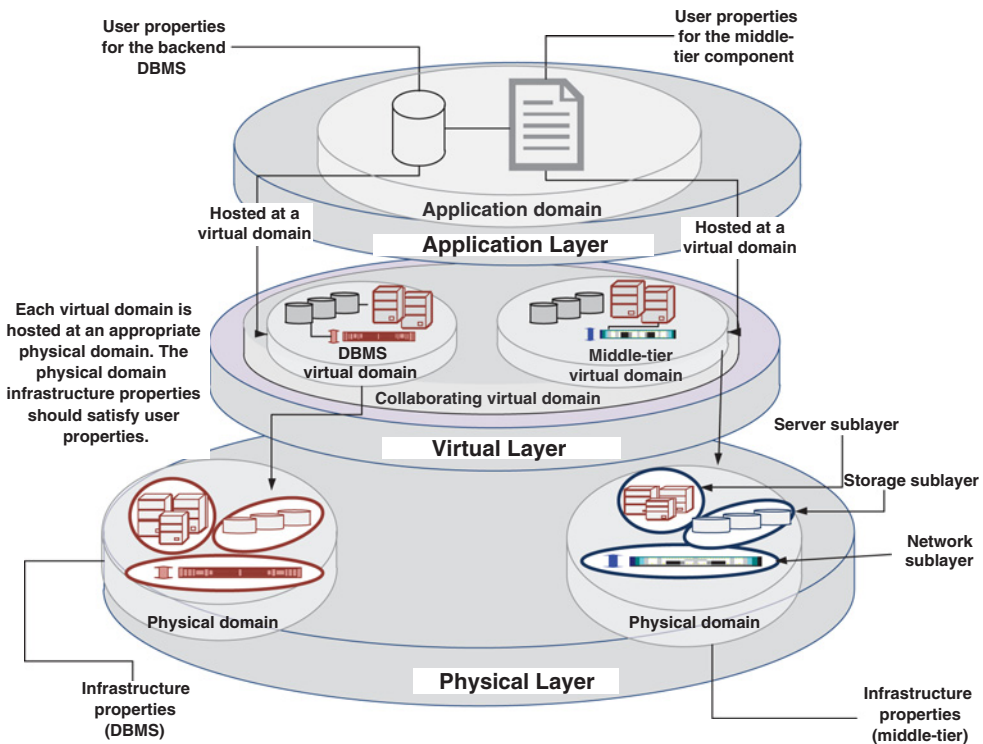 User properties
for the backend
DBMS
User properties
for the middle-
tier component
Application domain
Application Layer
Hosted at a
virtual domain
Hosted at a
virtual domain
Each virtual domain is
hosted at an appropriate
physical domain. The
physical domain
infrastructure properties
should satisfy user
properties.
DBMS
virtual domain
Middle-tier
virtual domain
Collaborating virtual domain
Virtual Layer
Server sublayer
Storage sublayer
Network
sublayer
Physical domain
Physical domain
Physical Layer
Infrastructure
properties
(DBMS)
Infrastructure
properties
(middle-tier)